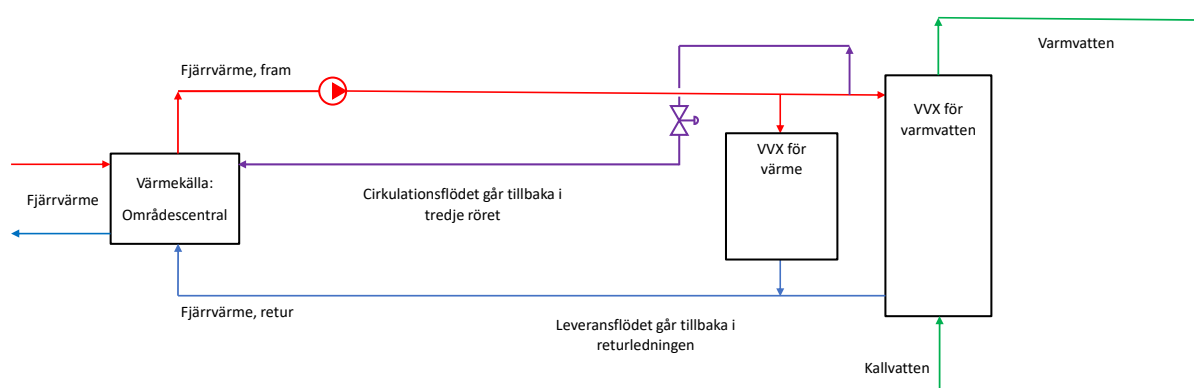 Varmvatten
Fjärrvärme, fram
VVX för
varmvatten
VVX för
värme
Värmekälla:
Områdescentral
Fjärrvärme
Cirkulationsflödet går tillbaka i
tredje röret
Fjärrvärme, retur
Leveransflödet går tillbaka i
returledningen
Kallvatten